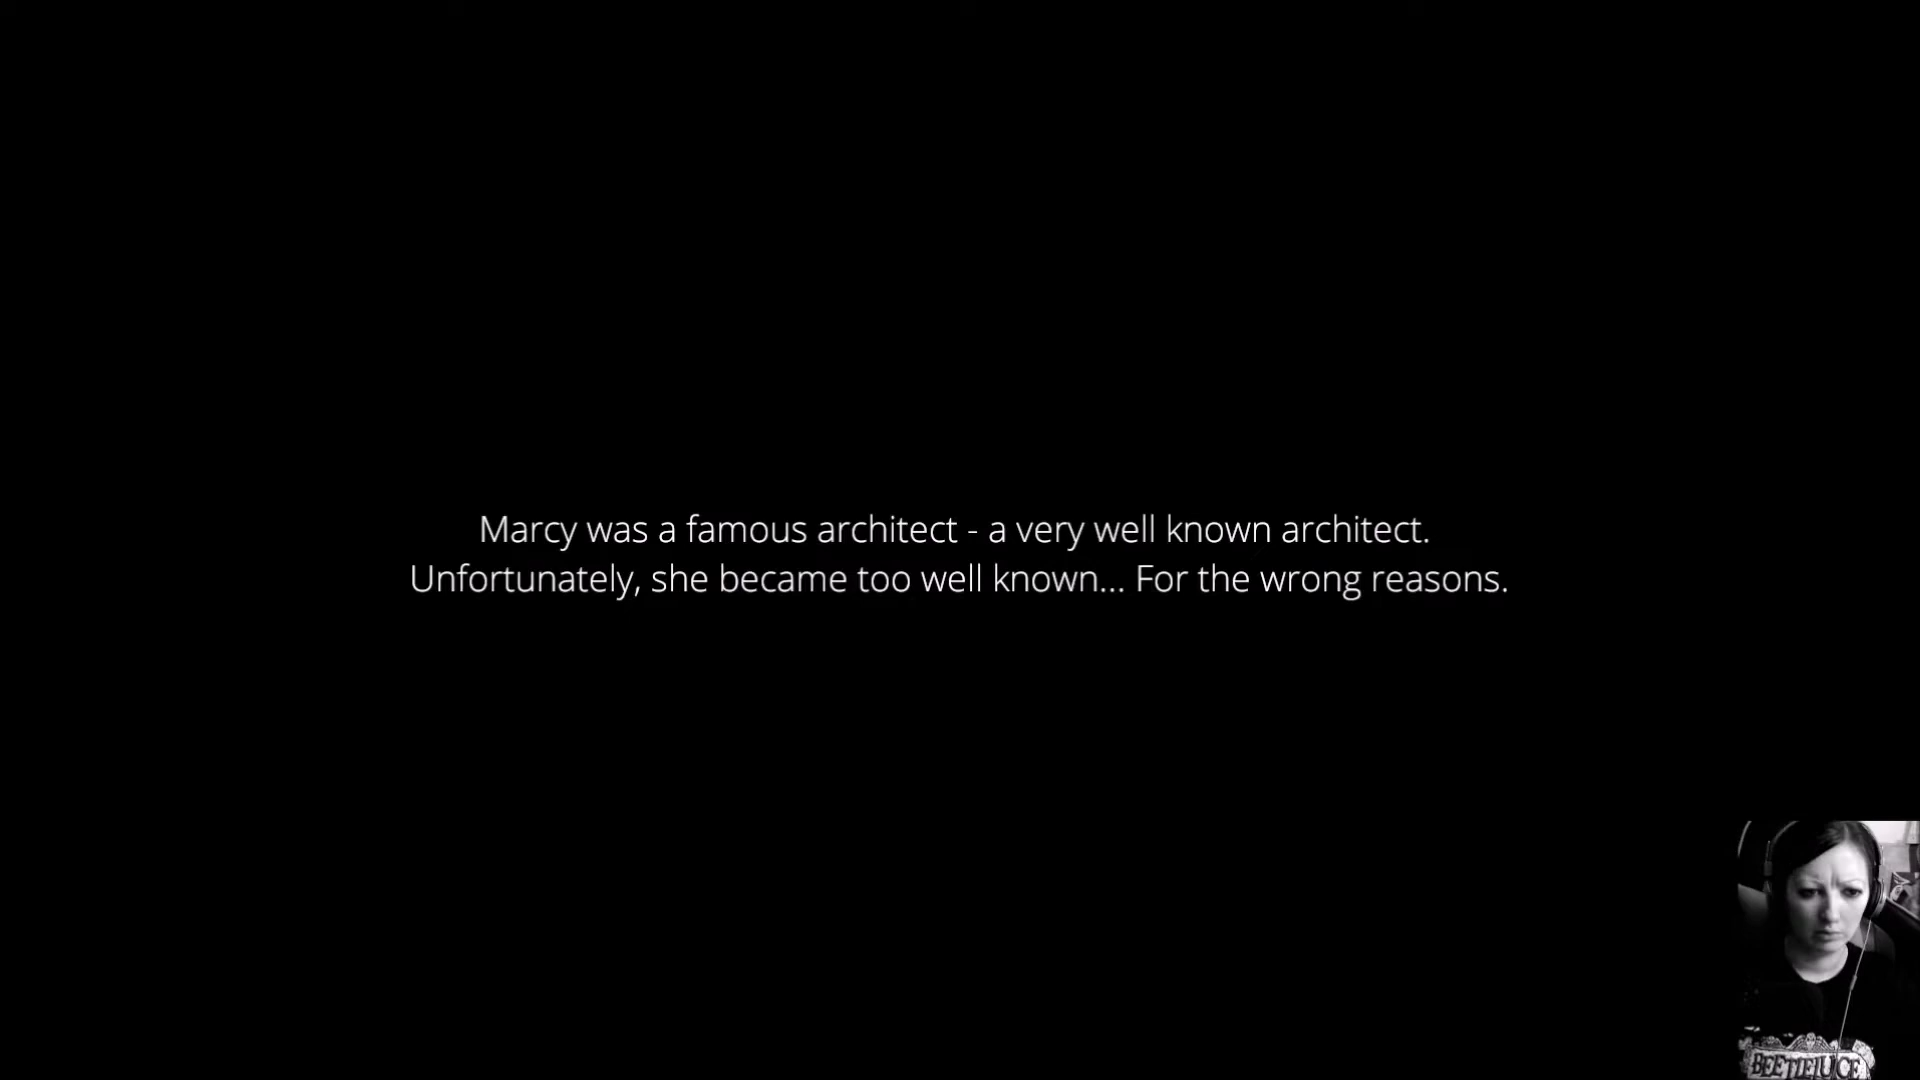 Marcy was a famous architect - a very well known architect.
Unfortunately, she became too well known... For the wrong reasons.
BEETLEJUICE